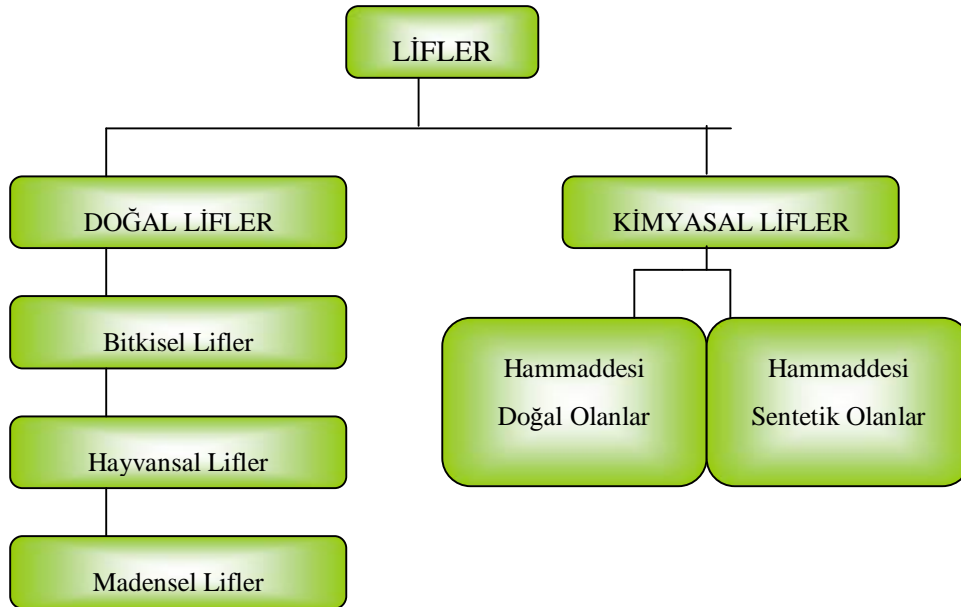 LİFLER
DOĞAL LİFLER
KİMYASAL LİFLER
Bitkisel Lifler
Hayvansal Lifler
Madensel Lifler
Hammaddesi
Doğal Olanlar
Hammaddesi
Sentetik Olanlar